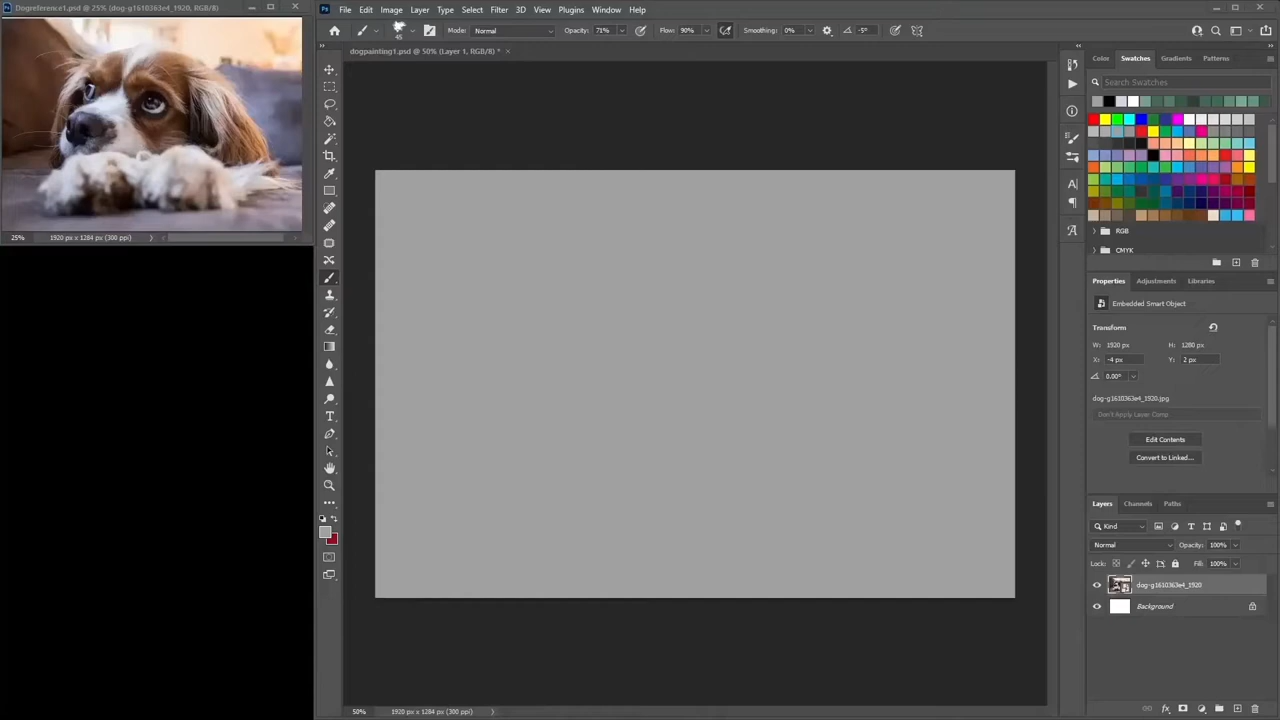 Dogreference1.psd @ 25% (dog-g1610363e4_1920, RGB/8)
25%
1920 px x 1284 px (300 ppi)
File Edit Image Layer Type Select Filter 3D View Plugins Window Help
45
Mode: Normal
Opacity: 71%
Flow: 90%
Smoothing: 0%
-5°
dogpainting1.psd @ 50% (Layer 1, RGB/8) *
50%
1920 px x 1284 px (300 ppi)
Color Swatches Gradients Patterns
Search Swatches
RGB
CMYK
Properties Adjustments Libraries
Embedded Smart Object
Transform
W: 1920 px
H: 1280 px
X: -4 px
Y: 2 px
0.00°
dog-g1610363e4_1920.jpg
Don't Apply Layer Comp
Edit Contents
Convert to Linked...
Layers Channels Paths
Kind
Normal
Opacity: 100%
Lock:
Fill: 100%
dog-g1610363e4_1920
Background